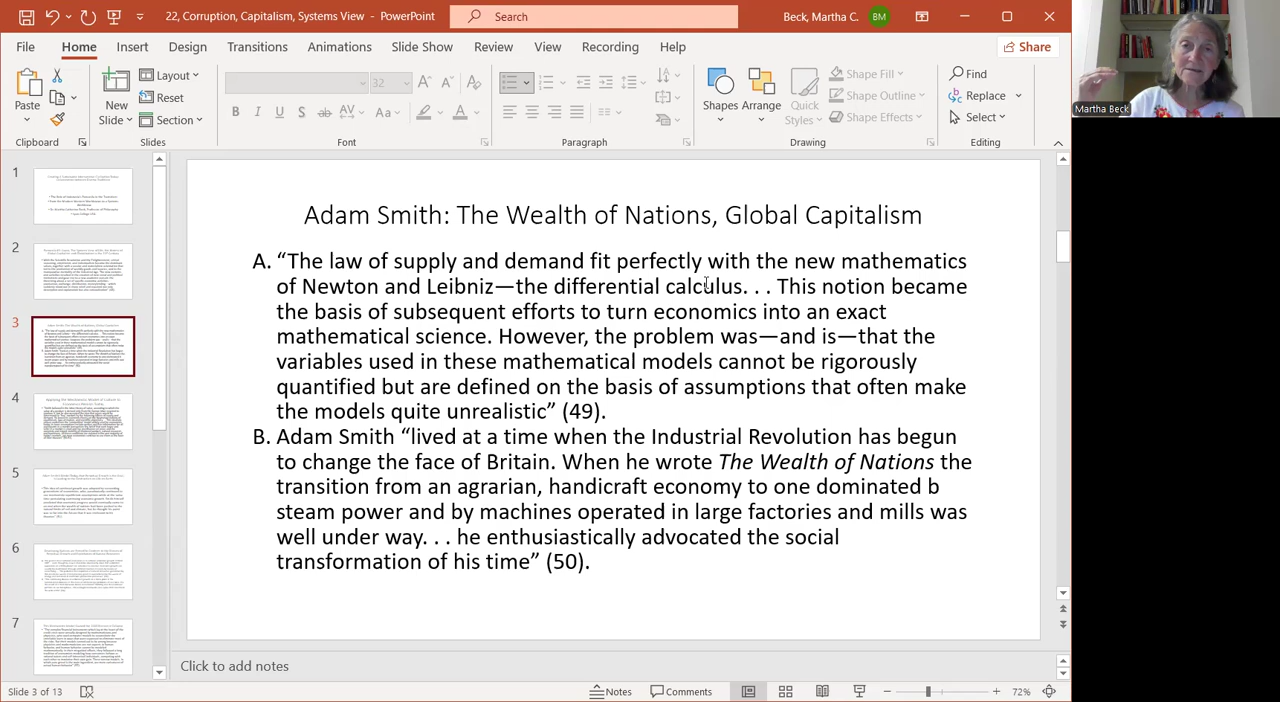 22, Corruption, Capitalism, Systems View - PowerPoint
Search
Beck, Martha C.
BM
File Home Insert Design Transitions Animations Slide Show Review View Recording Help
Share
Paste
Clipboard
New
Slide
Layout
Reset
Section
Slides
32
Font
Paragraph
Shapes Arrange Quick
Styles
Shape Fill
Shape Outline
Shape Effects
Drawing
Find
Replace
Select
Editing
Martha Beck
1
2
3
4
5
6
7
Adam Smith: The Wealth of Nations, Global Capitalism
A. “The law of supply and demand fit perfectly with the new mathematics
of Newton and Leibniz—the differential calculus. . . This notion became
the basis of subsequent efforts to turn economics into an exact
mathematical science. However, the problem was—and is—that the
variables used in these mathematical models cannot be rigorously
quantified but are defined on the basis of assumptions that often make
the models quite unrealistic” (49).
B. Adam Smith “lived at a time when the Industrial Revolution has begun
to change the face of Britain. When he wrote The Wealth of Nations the
transition from an agrarian, handicraft economy to one dominated b
steam power and by machines operated in large factories and mills was
well under way. . . he enthusiastically advocated the social
transformation of his time” (50).
Click to add notes
Slide 3 of 13
Notes
Comments
72%